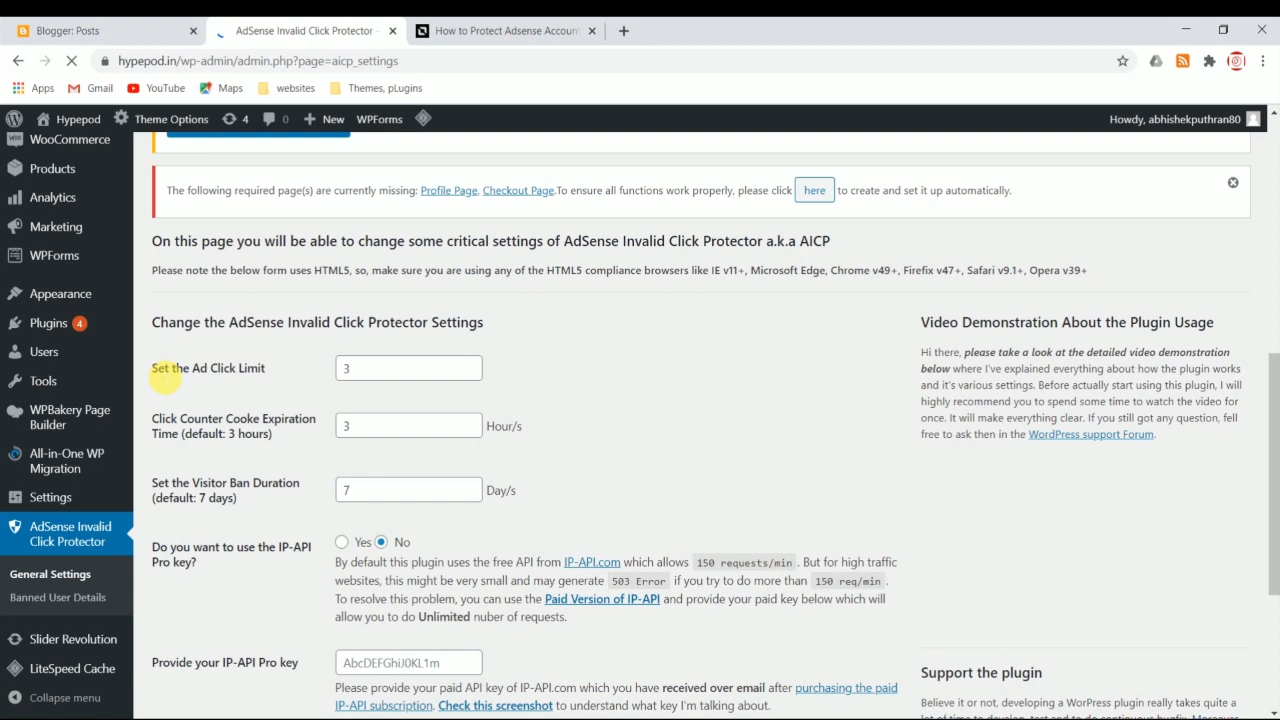 Blogger: Posts
AdSense Invalid Click Protector -
How to Protect Adsense Account
hypepod.in/wp-admin/admin.php?page=aicp_settings
Apps
Gmail
YouTube
Maps
websites
Themes, pLugins
Hypepod
Theme Options
4
0
New
WPForms
Howdy, abhishekputhran80
WooCommerce
Products
Analytics
Marketing
WPForms
Appearance
Plugins 4
Users
Tools
WPBakery Page
Builder
All-in-One WP
Migration
Settings
AdSense Invalid
Click Protector
General Settings
Banned User Details
Slider Revolution
LiteSpeed Cache
Collapse menu
The following required page(s) are currently missing: Profile Page, Checkout Page.To ensure all functions work properly, please click here to create and set it up automatically.
On this page you will be able to change some critical settings of AdSense Invalid Click Protector a.k.a AICP
Please note the below form uses HTML5, so, make sure you are using any of the HTML5 compliance browsers like IE v11+, Microsoft Edge, Chrome v49+, Firefix v47+, Safari v9.1+, Opera v39+
Change the AdSense Invalid Click Protector Settings
Set the Ad Click Limit
3
Click Counter Cooke Expiration
Time (default: 3 hours)
3
Hour/s
Set the Visitor Ban Duration
(default: 7 days)
7
Day/s
Do you want to use the IP-API
Pro key?
Yes
No
By default this plugin uses the free API from IP-API.com which allows 150 requests/min . But for high traffic
websites, this might be very small and may generate 503 Error if you try to do more than 150 req/min .
To resolve this problem, you can use the Paid Version of IP-API and provide your paid key below which will
allow you to do Unlimited nuber of requests.
Provide your IP-API Pro key
AbcDEFGhiJ0KL1m
Please provide your paid API key of IP-API.com which you have received over email after purchasing the paid
IP-API subscription. Check this screenshot to understand what key I'm talking about.
Video Demonstration About the Plugin Usage
Hi there, please take a look at the detailed video demonstration
below where I've explained everything about how the plugin works
and it's various settings. Before actually start using this plugin, I will
highly recommend you to spend some time to watch the video for
once. It will make everything clear. If you still got any question, fell
free to ask then in the WordPress support Forum.
Support the plugin
Believe it or not, developing a WordPress plugin really takes quite a